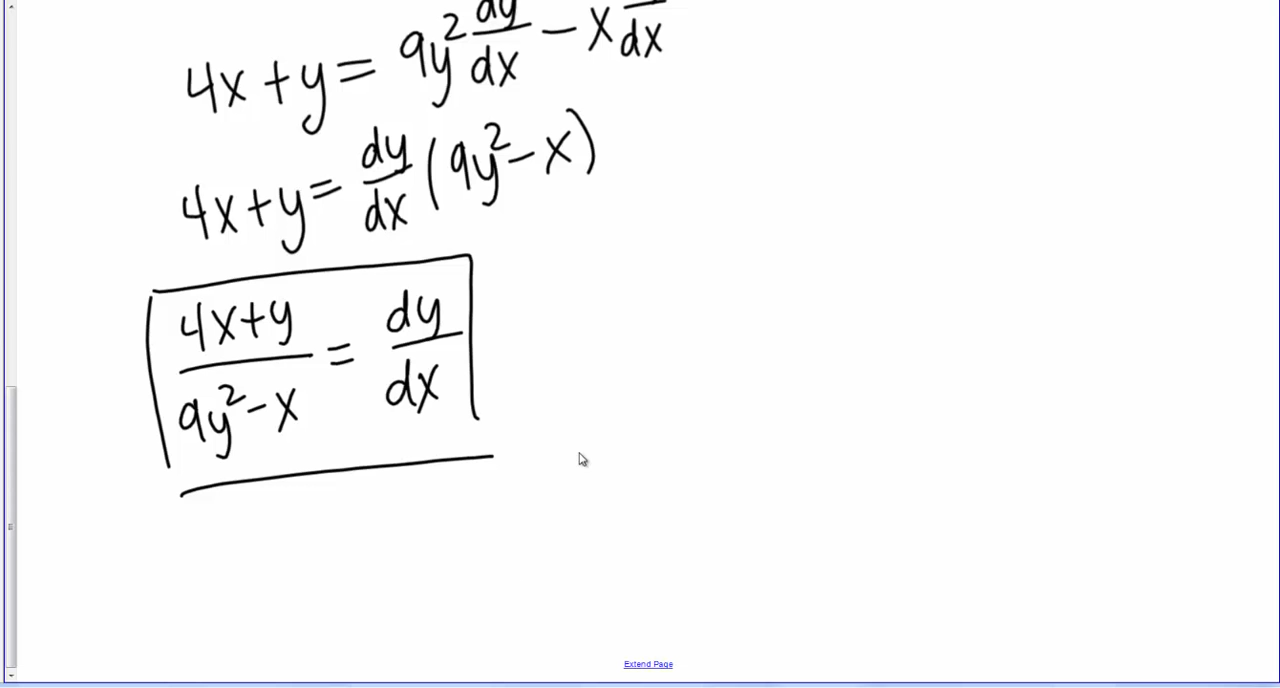 4x + y = 9y² dy/dx − x dy/dx
4x + y = dy/dx (9y² − x)
(4x + y)/(9y² − x) = dy/dx
Extend Page